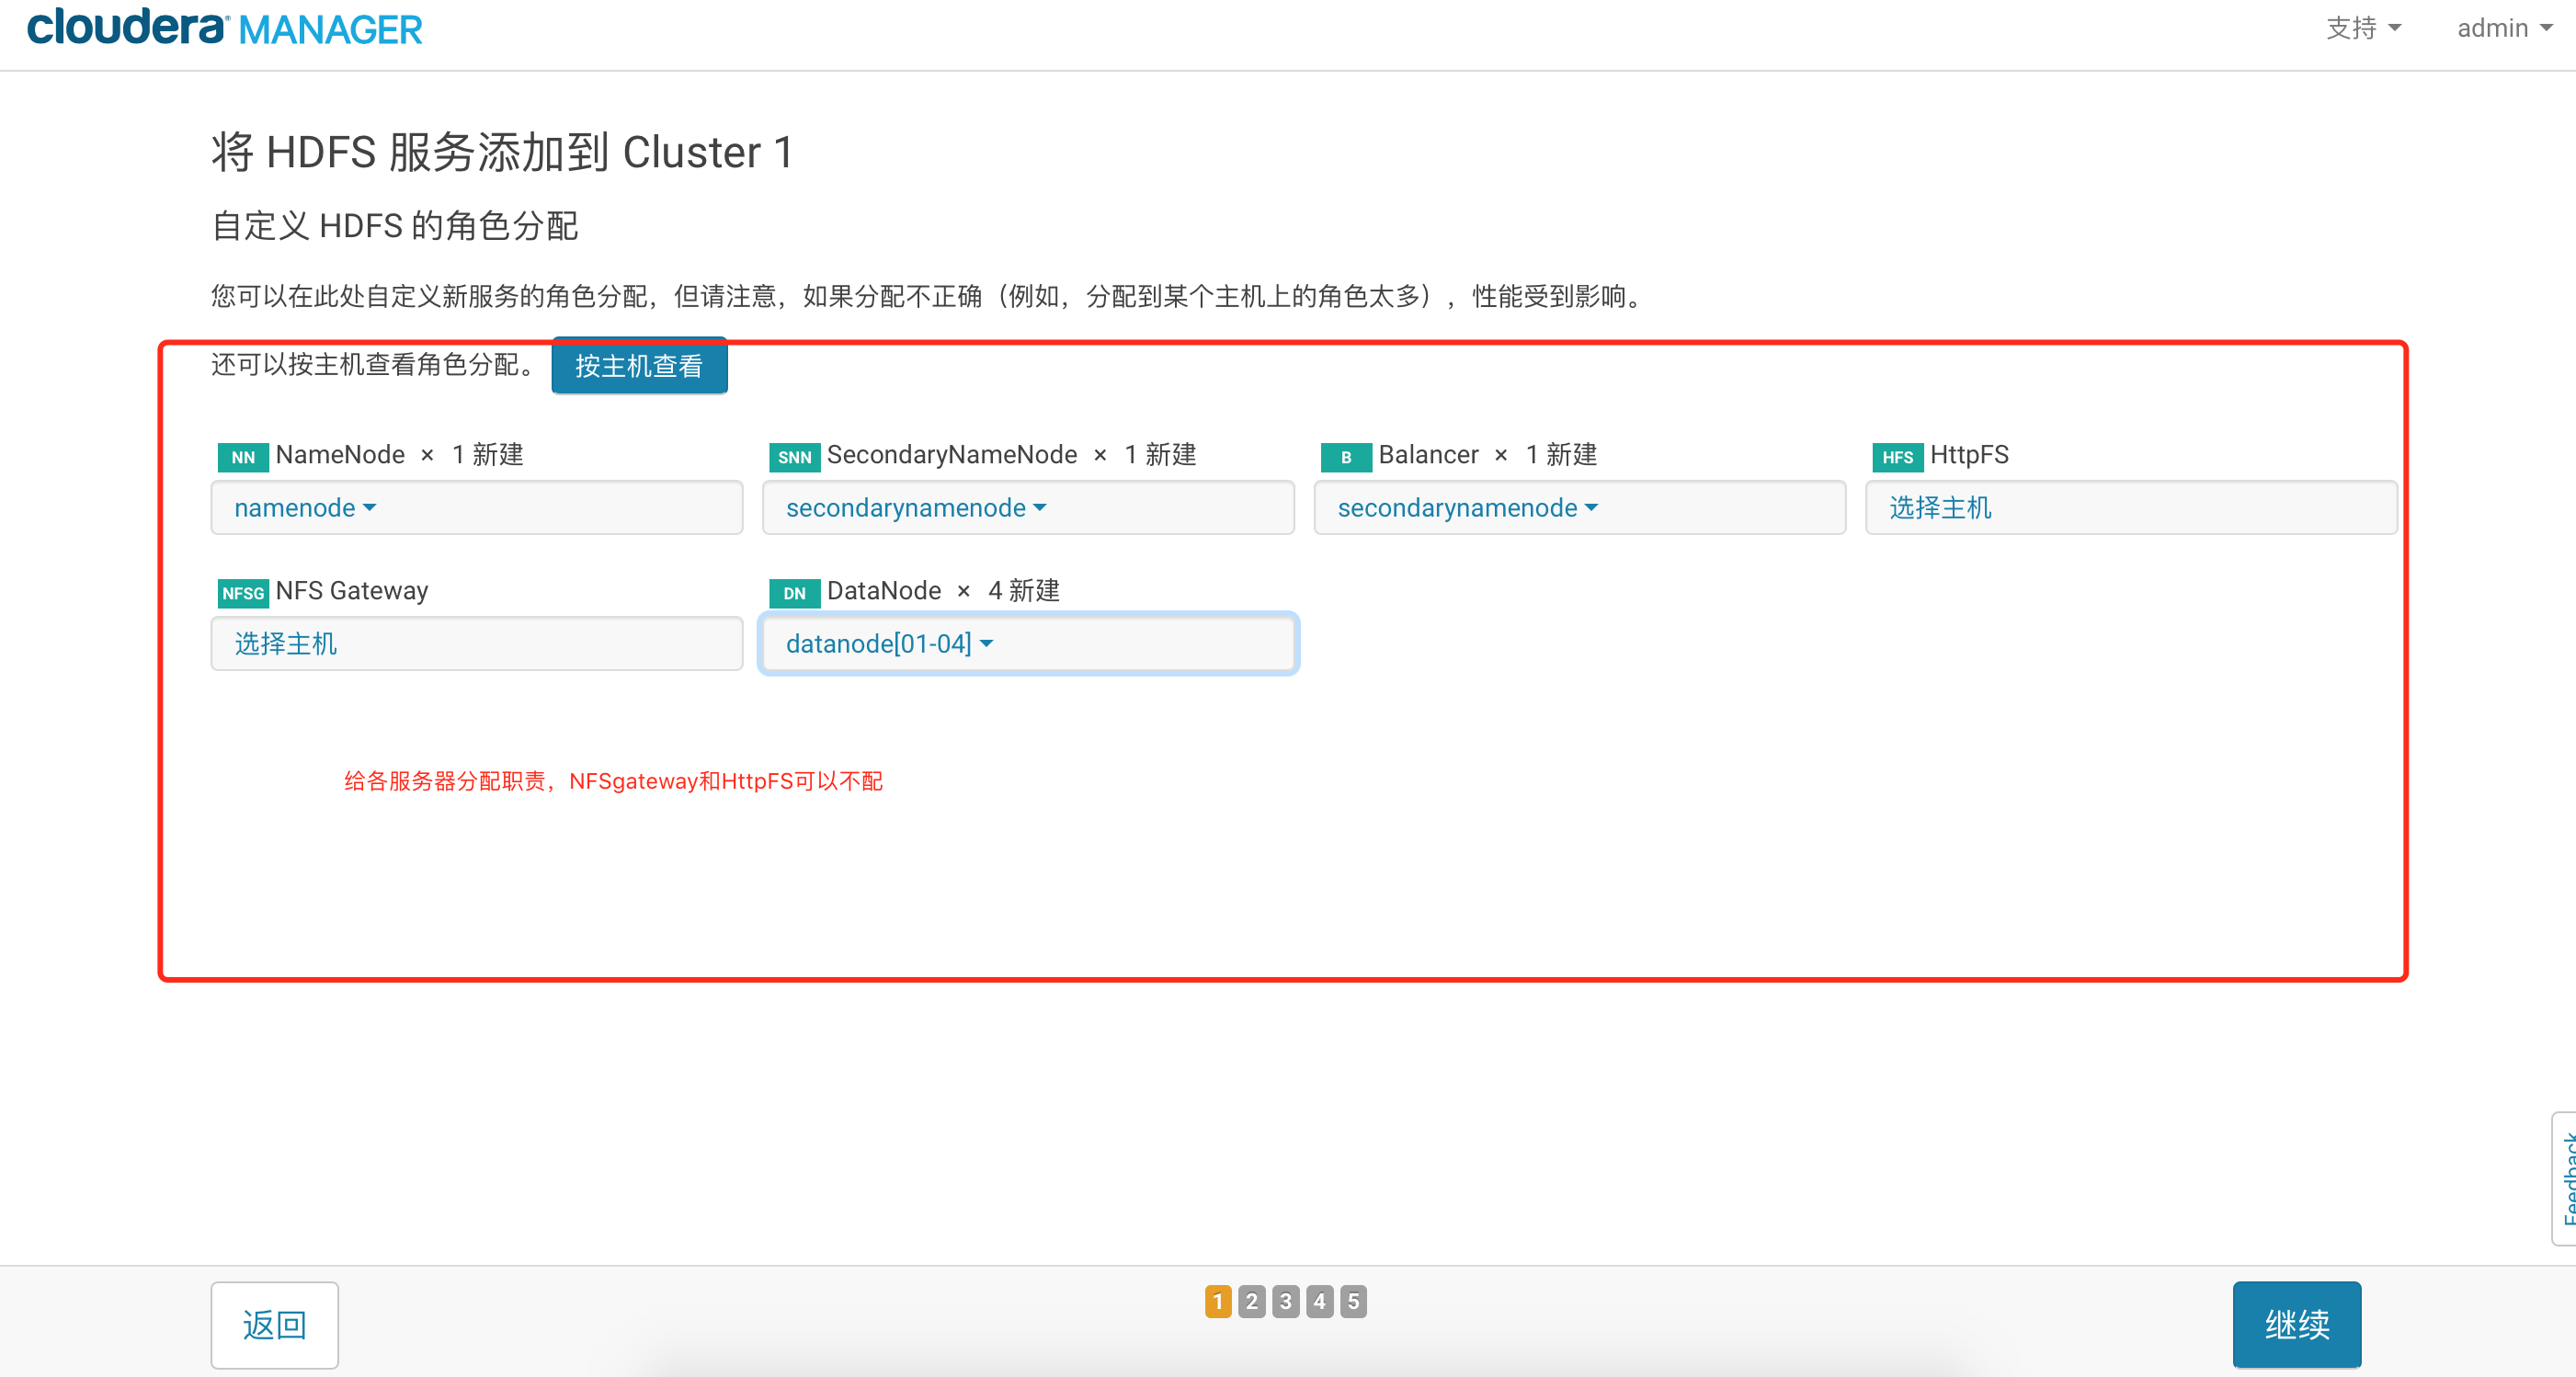 cloudera MANAGER
支持
admin
将 HDFS 服务添加到 Cluster 1
自定义 HDFS 的角色分配
您可以在此处自定义新服务的角色分配，但请注意，如果分配不正确（例如，分配到某个主机上的角色太多），性能受到影响。
还可以按主机查看角色分配。 按主机查看
NN NameNode × 1 新建
namenode
SNN SecondaryNameNode × 1 新建
secondarynamenode
B Balancer × 1 新建
secondarynamenode
HFS HttpFS
选择主机
NFSG NFS Gateway
选择主机
DN DataNode × 4 新建
datanode[01-04]
给各服务器分配职责，NFSgateway和HttpFS可以不配
Feedback
返回
1 2 3 4 5
继续